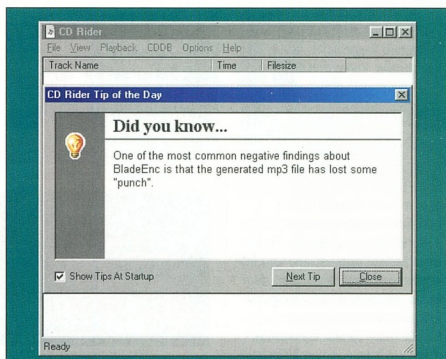 CD Rider
File View Playback CDDB Options Help
Track Name Time Filesize
CD Rider Tip of the Day
Did you know...
One of the most common negative findings about
BladeEnc is that the generated mp3 file has lost some
"punch".
Show Tips At Startup Next Tip Close
Ready